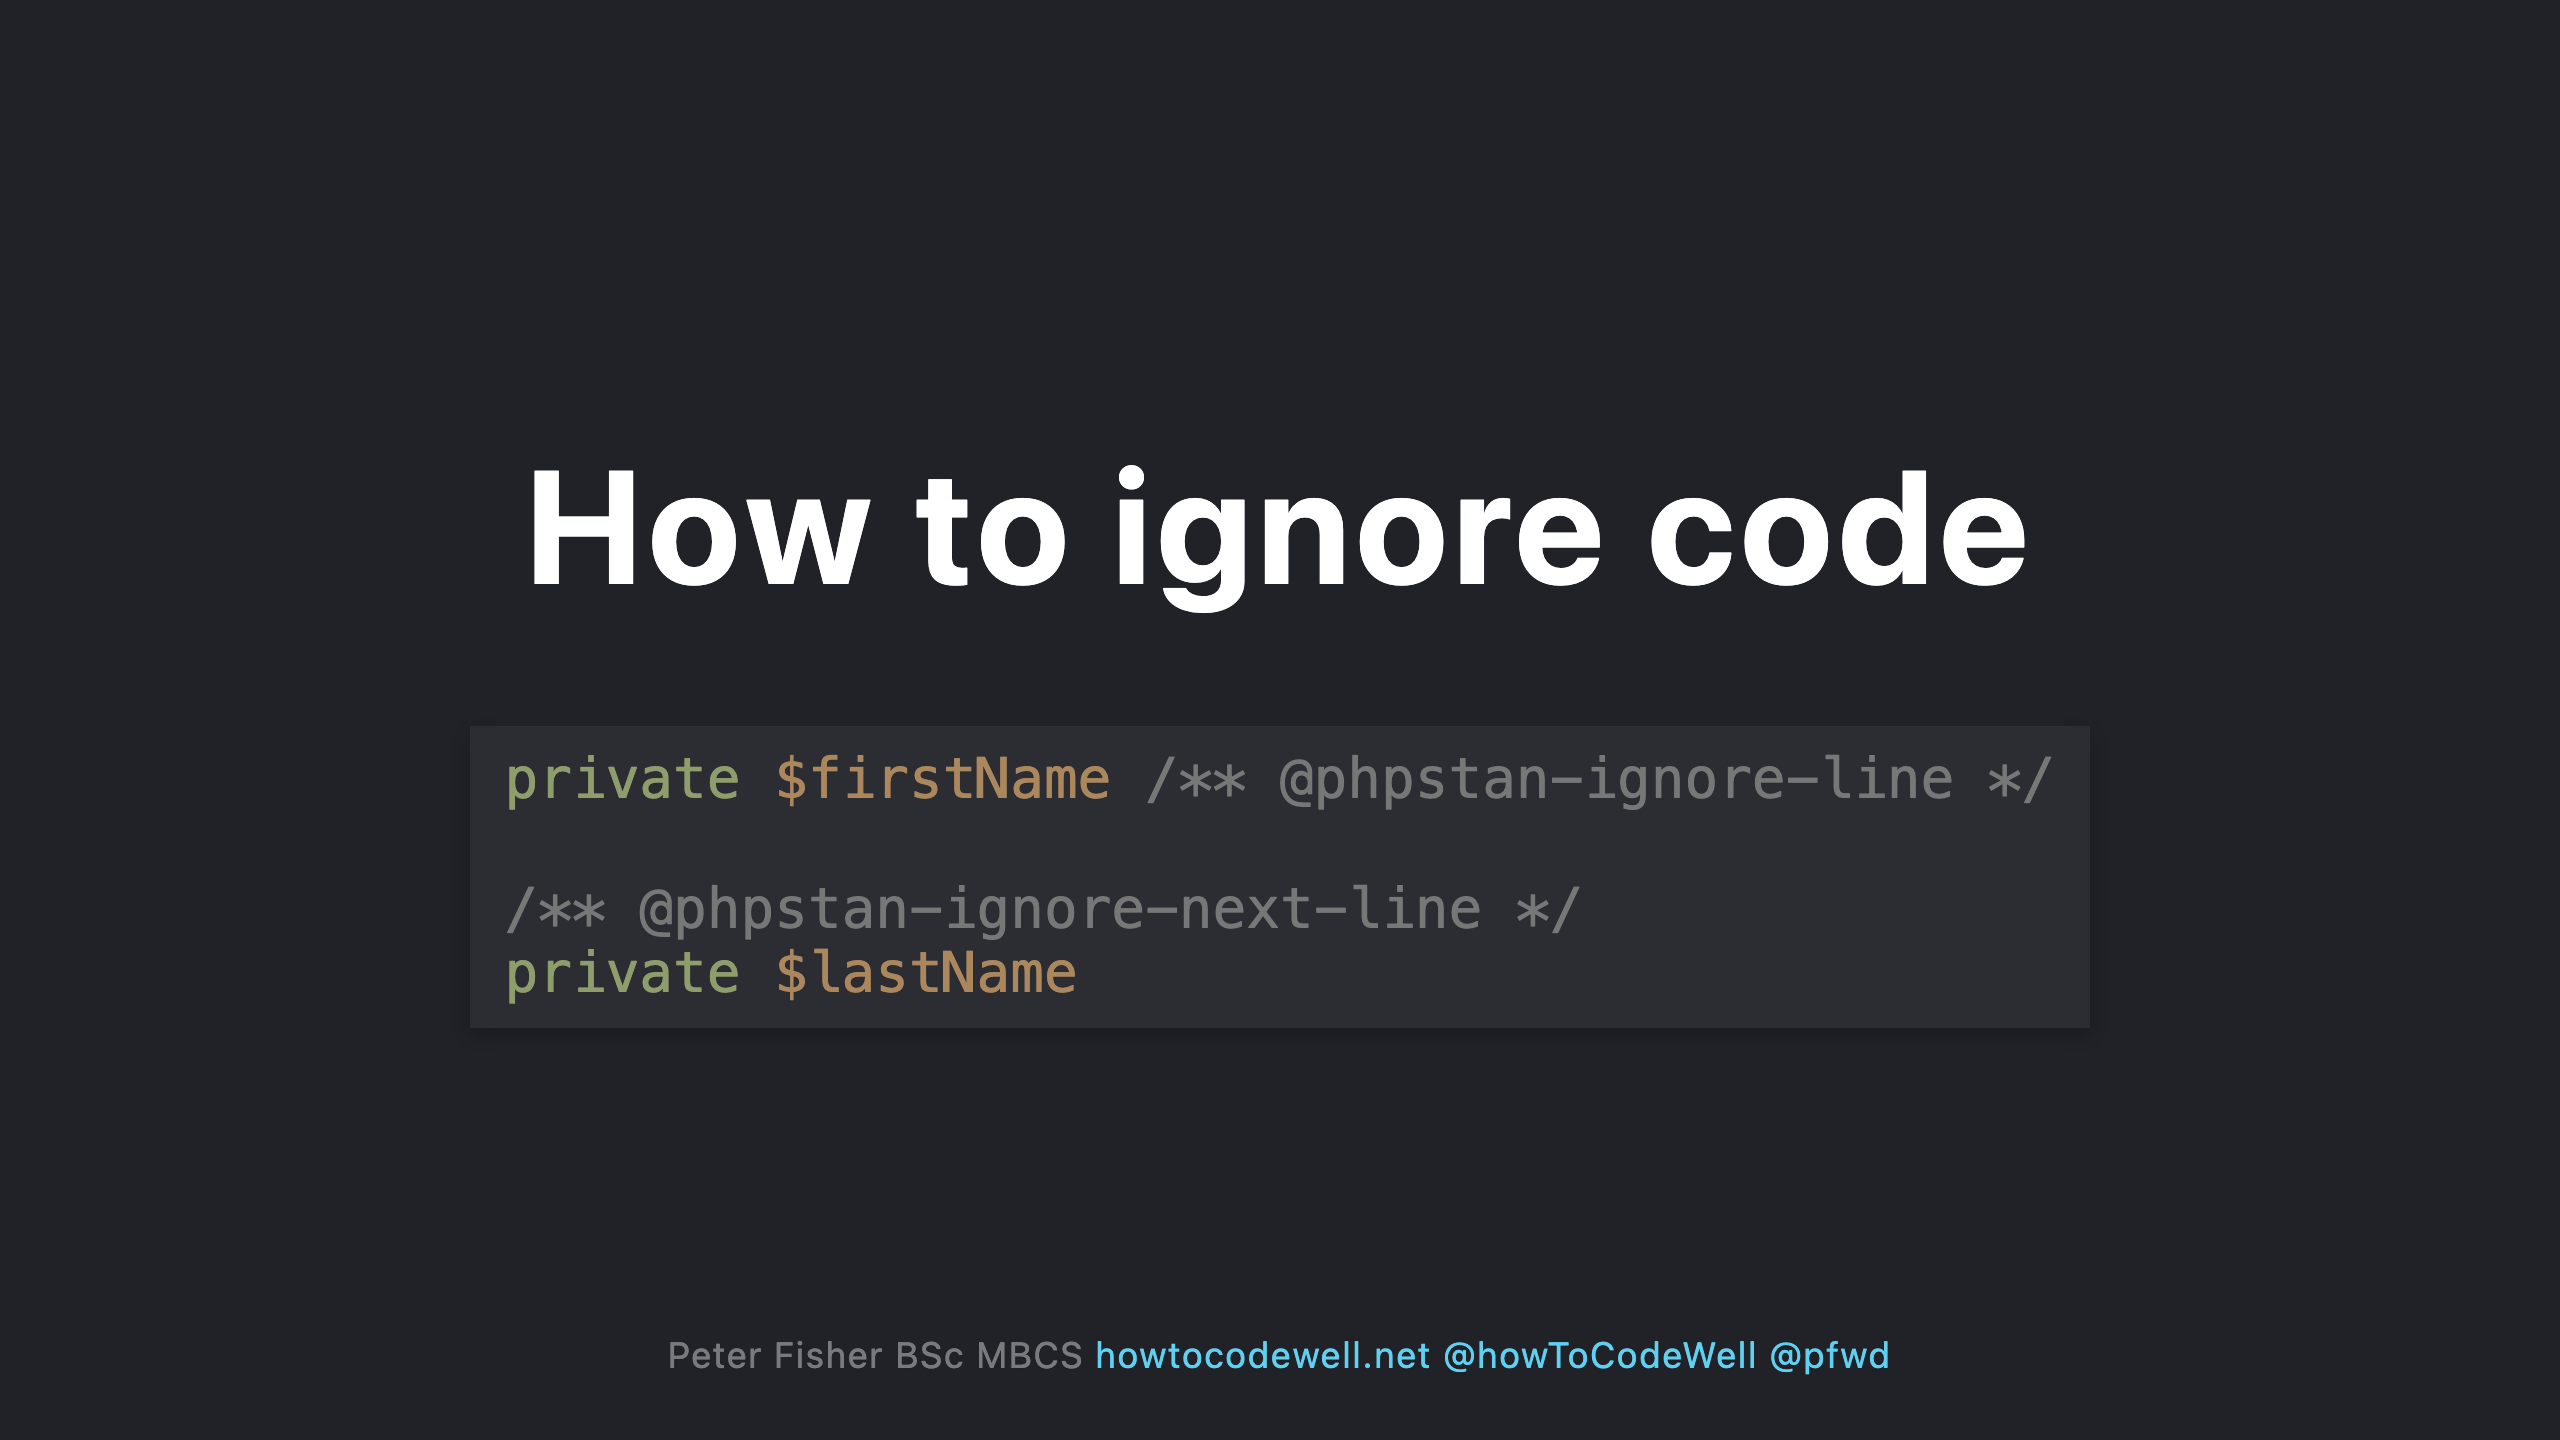 How to ignore code
private $firstName /** @phpstan-ignore-line */
/** @phpstan-ignore-next-line */
private $lastName
Peter Fisher BSc MBCS howtocodewell.net @howToCodeWell @pfwd